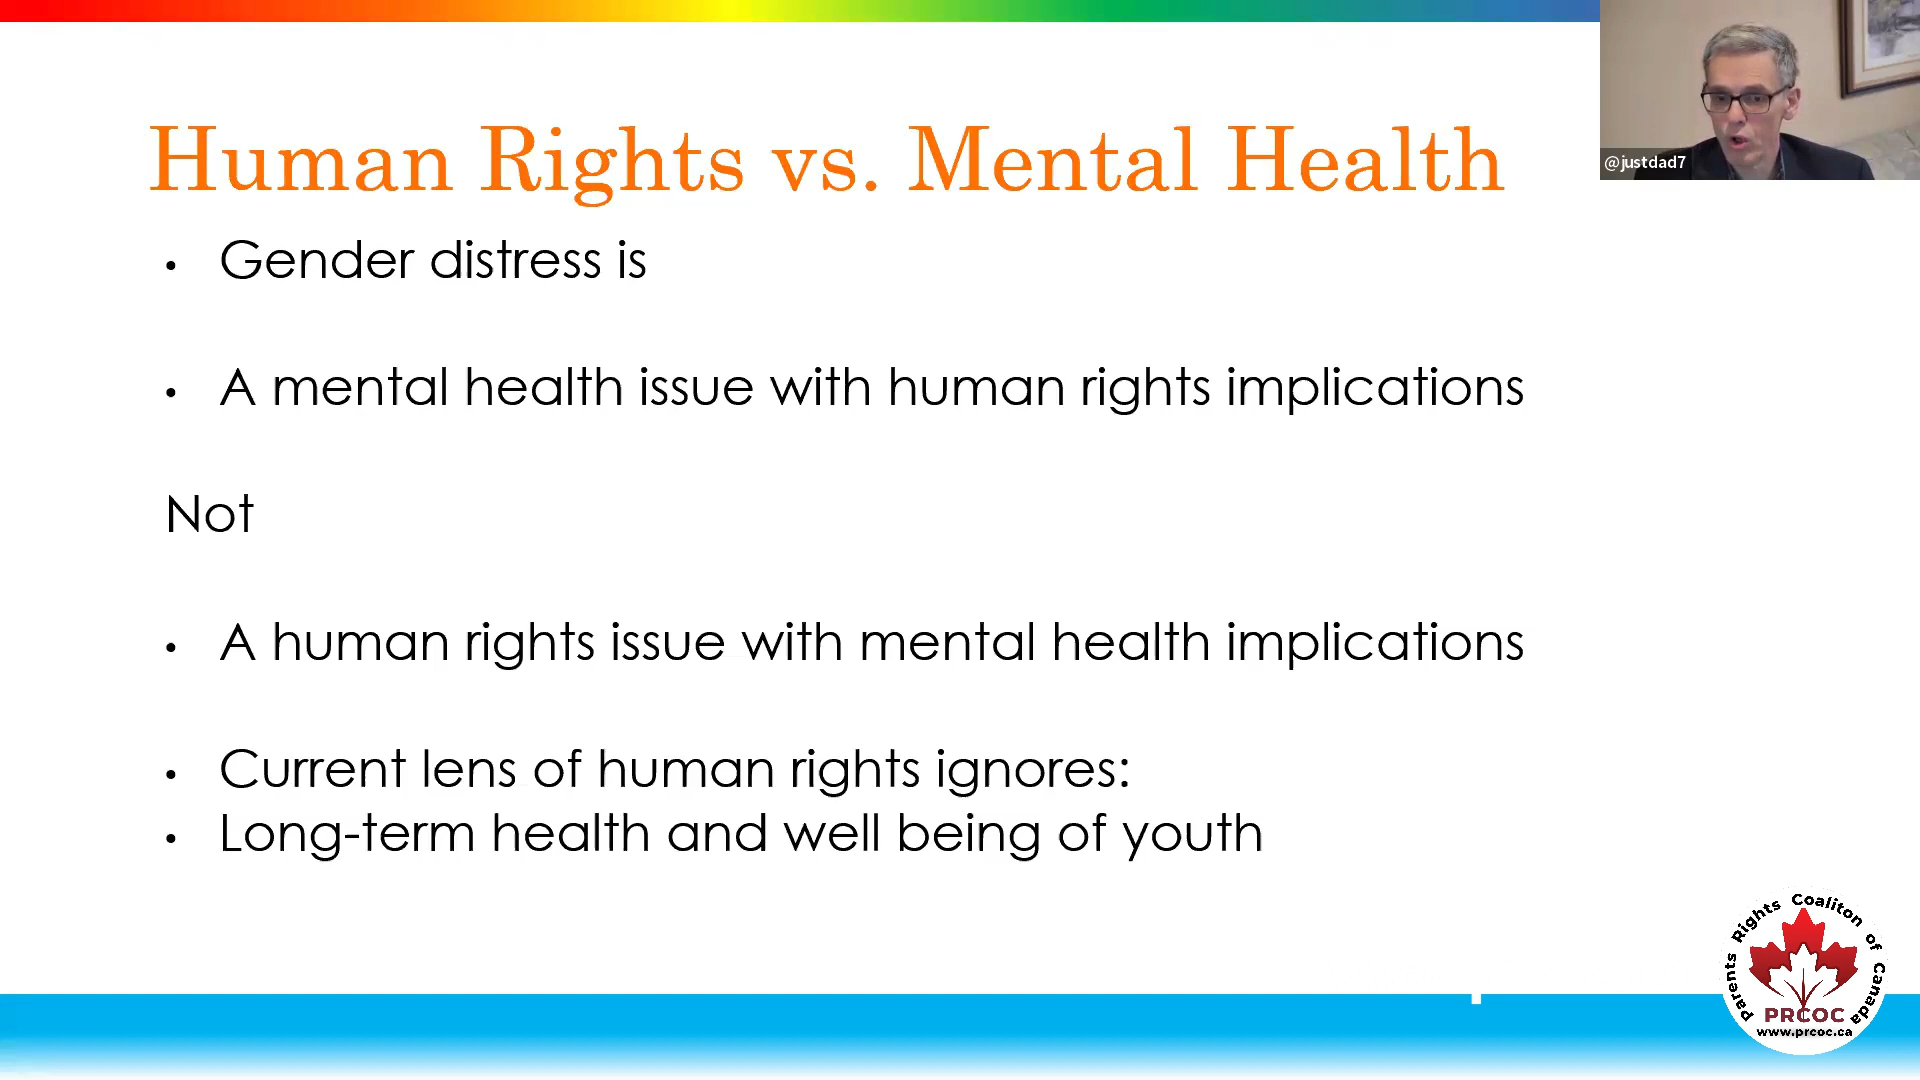 Human Rights vs. Mental Health
@justdad7
• Gender distress is
• A mental health issue with human rights implications
Not
• A human rights issue with mental health implications
• Current lens of human rights ignores:
• Long-term health and well being of youth
Parents Rights Coaliton of Canada
PRCOC
www.prcoc.ca